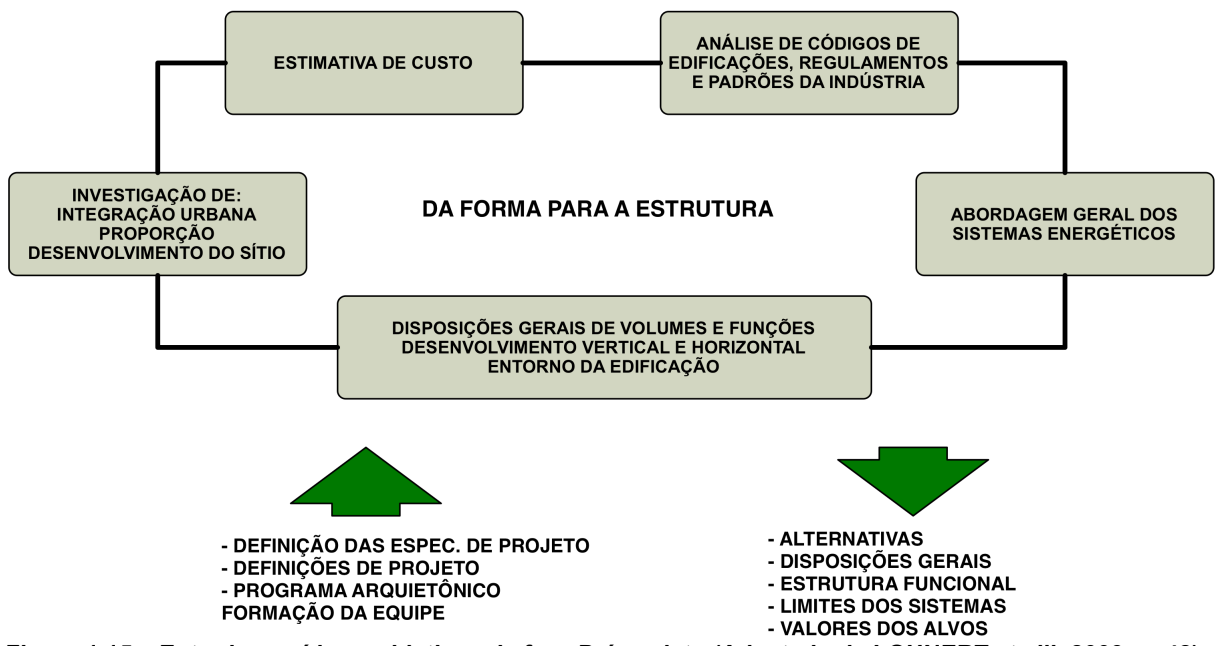 ESTIMATIVA DE CUSTO
ANÁLISE DE CÓDIGOS DE
EDIFICAÇÕES, REGULAMENTOS
E PADRÕES DA INDÚSTRIA
INVESTIGAÇÃO DE:
INTEGRAÇÃO URBANA
PROPORÇÃO
DESENVOLVIMENTO DO SÍTIO
DA FORMA PARA A ESTRUTURA
ABORDAGEM GERAL DOS
SISTEMAS ENERGÉTICOS
DISPOSIÇÕES GERAIS DE VOLUMES E FUNÇÕES
DESENVOLVIMENTO VERTICAL E HORIZONTAL
ENTORNO DA EDIFICAÇÃO
- DEFINIÇÃO DAS ESPEC. DE PROJETO
- DEFINIÇÕES DE PROJETO
- PROGRAMA ARQUIETÔNICO
FORMAÇÃO DA EQUIPE
- ALTERNATIVAS
- DISPOSIÇÕES GERAIS
- ESTRUTURA FUNCIONAL
- LIMITES DOS SISTEMAS
- VALORES DOS ALVOS